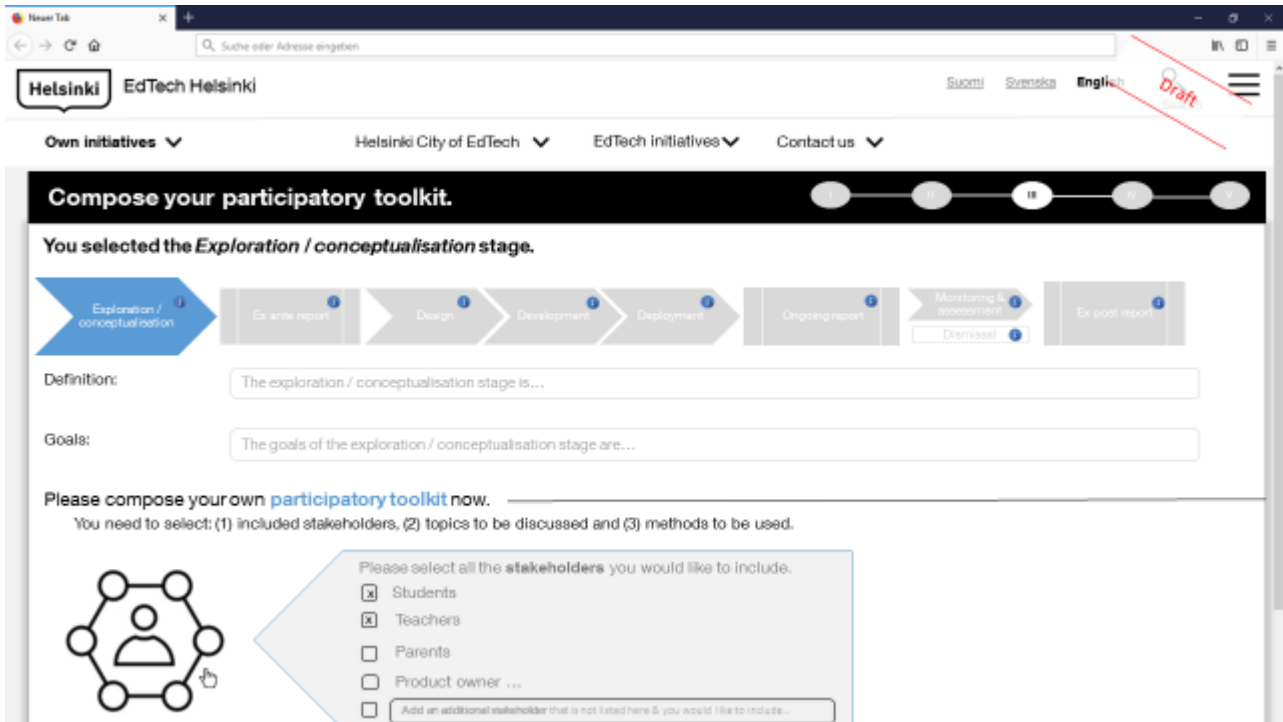 Neuer Tab
Suche oder Adresse eingeben
Helsinki
EdTech Helsinki
Suomi Svenska English
Draft
Own initiatives Helsinki City of EdTech EdTech initiatives Contact us
Compose your participatory toolkit.
I II III IV V
You selected the Exploration / conceptualisation stage.
Exploration /
conceptualisation
Ex ante report
Design
Development
Deployment
Ongoing report
Monitoring &
assessment
Dismissal
Ex post report
Definition:
The exploration / conceptualisation stage is...
Goals:
The goals of the exploration / conceptualisation stage are...
Please compose your own participatory toolkit now.
You need to select: (1) included stakeholders, (2) topics to be discussed and (3) methods to be used.
Please select all the stakeholders you would like to include.
x Students
x Teachers
Parents
Product owner ...
Add an additional stakeholder that is not listed here & you would like to include...